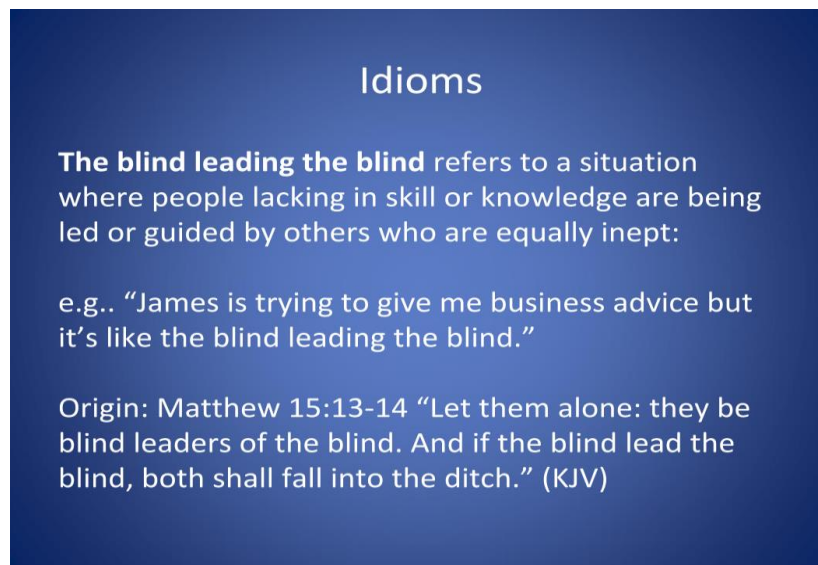 Idioms
The blind leading the blind refers to a situation
where people lacking in skill or knowledge are being
led or guided by others who are equally inept:
e.g.. “James is trying to give me business advice but
it’s like the blind leading the blind.”
Origin: Matthew 15:13-14 “Let them alone: they be
blind leaders of the blind. And if the blind lead the
blind, both shall fall into the ditch.” (KJV)